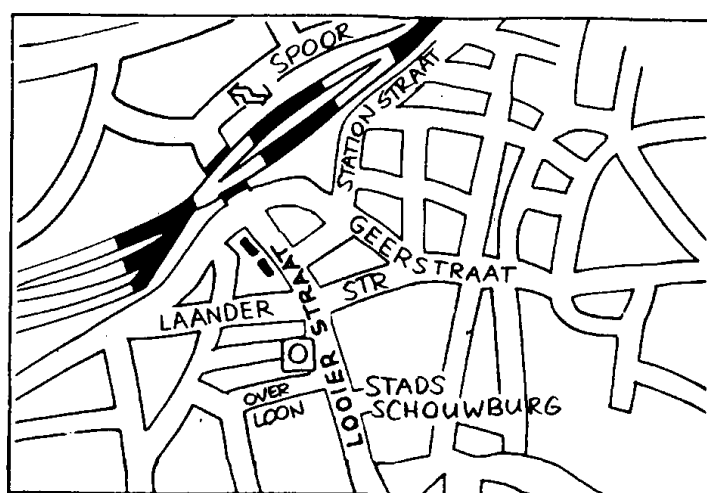 SPOOR
STATION STRAAT
GEERSTRAAT
LAANDER STR
LOOIER STRAAT
OVER
LOON
STADS
SCHOUWBURG